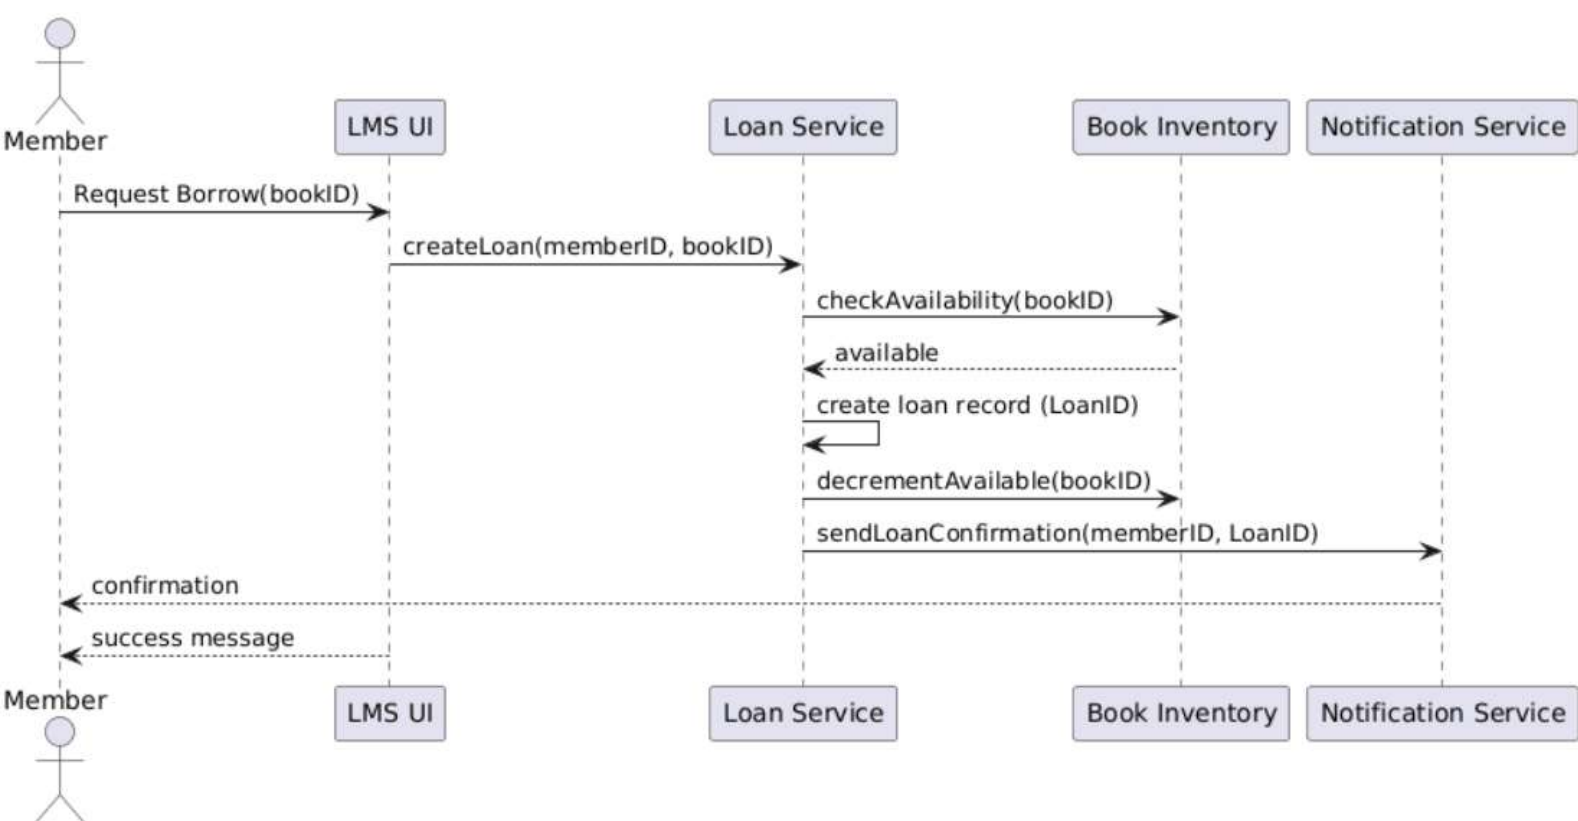 Member
LMS UI
Loan Service
Book Inventory
Notification Service
Request Borrow(bookID)
createLoan(memberID, bookID)
checkAvailability(bookID)
available
create loan record (LoanID)
decrementAvailable(bookID)
sendLoanConfirmation(memberID, LoanID)
confirmation
success message
Member
LMS UI
Loan Service
Book Inventory
Notification Service